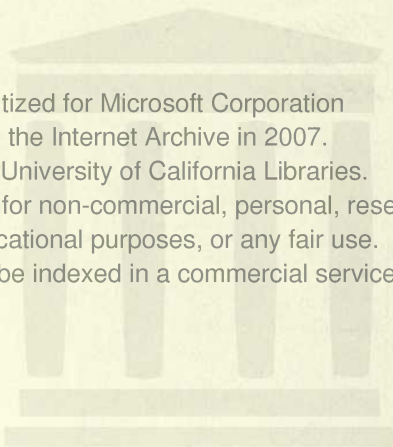 tized for Microsoft Corporation
the Internet Archive in 2007.
University of California Libraries.
for non-commercial, personal, rese
cational purposes, or any fair use.
be indexed in a commercial service